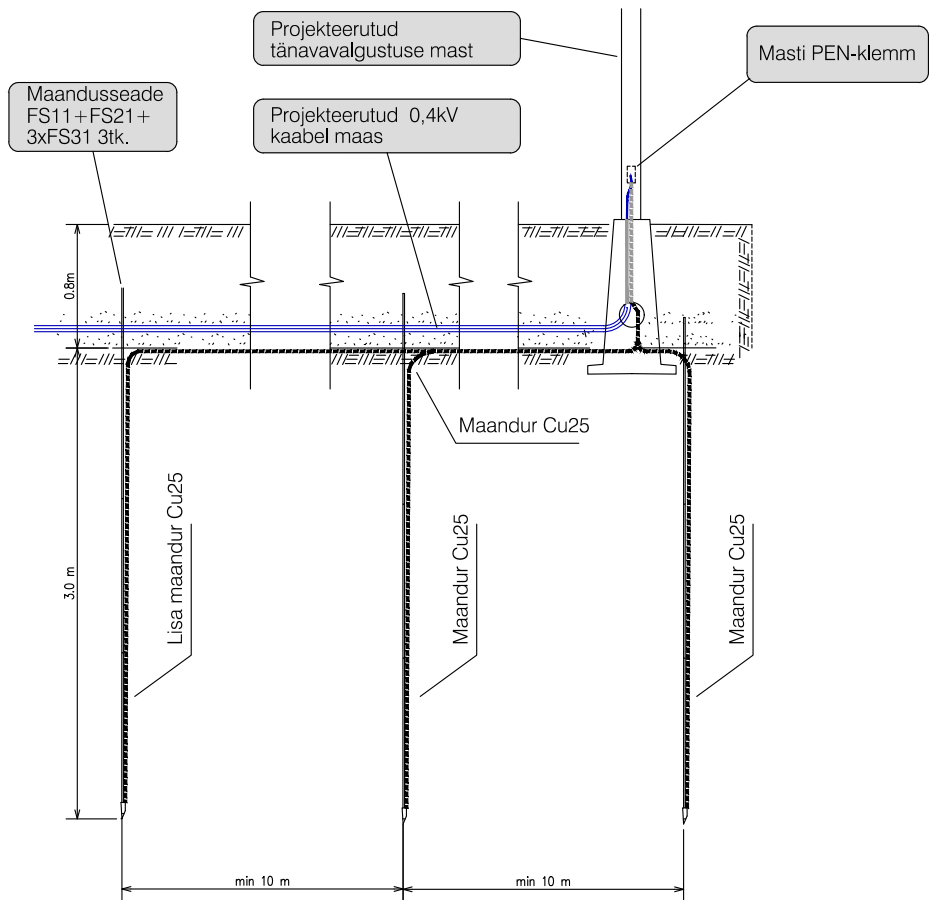 Projekteerutud
tänavavalgustuse mast
Masti PEN-klemm
Maandusseade
FS11+FS21+
3xFS31 3tk.
Projekteerutud 0,4kV
kaabel maas
0.8m
Maandur Cu25
3.0 m
Lisa maandur Cu25
Maandur Cu25
Maandur Cu25
min 10 m
min 10 m